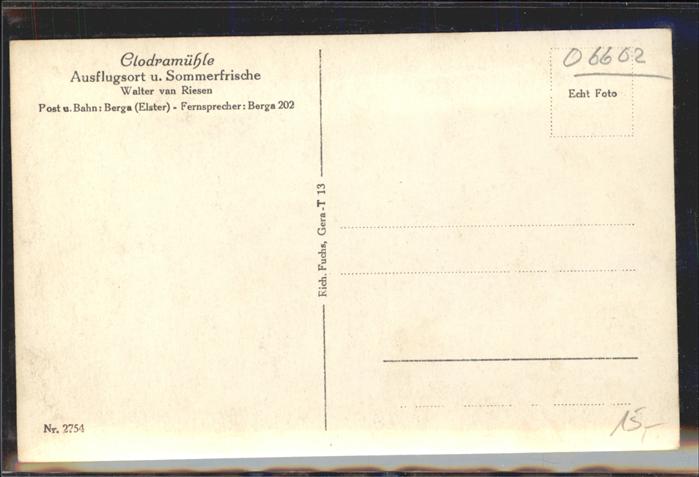 Clodramühle
Ausflugsort u. Sommerfrische
Walter van Riesen
Post u. Bahn: Berga (Elster) - Fernsprecher: Berga 202
06602
Echt Foto
Rich. Fuchs, Gera-T 13
Nr. 2754
15,-